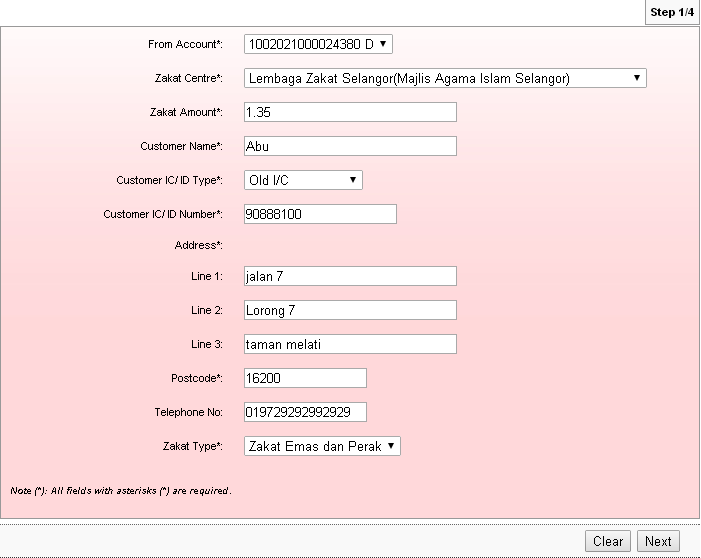 Step 1/4
From Account*: 1002021000024380 D
Zakat Centre*: Lembaga Zakat Selangor(Majlis Agama Islam Selangor)
Zakat Amount*: 1.35
Customer Name*: Abu
Customer IC/ID Type*: Old I/C
Customer IC/ID Number*: 90888100
Address*:
Line 1: jalan 7
Line 2: Lorong 7
Line 3: taman melati
Postcode*: 16200
Telephone No: 019729292992929
Zakat Type*: Zakat Emas dan Perak
Note (*): All fields with asterisks (*) are required.
Clear Next